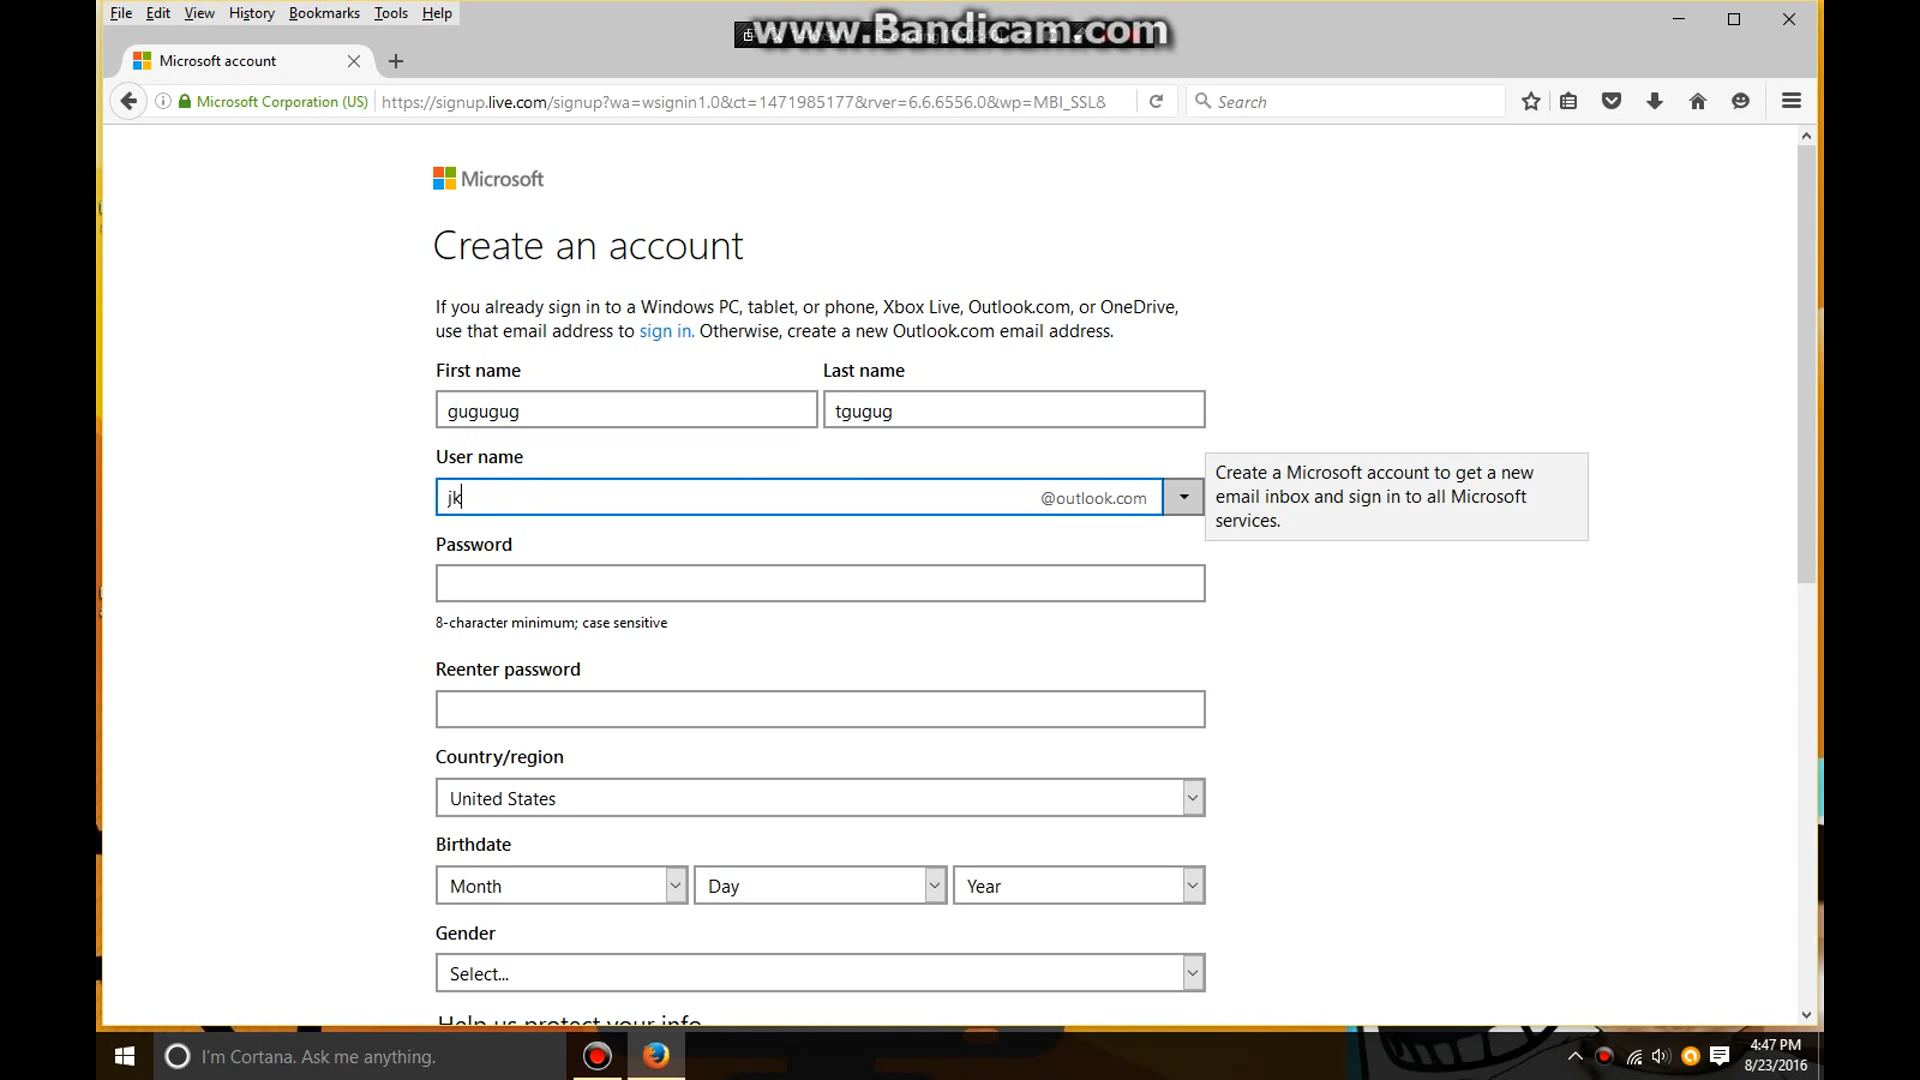 File Edit View History Bookmarks Tools Help
www.Bandicam.com
Microsoft account
Microsoft Corporation (US) https://signup.live.com/signup?wa=wsignin1.0&ct=1471985177&rver=6.6.6556.0&wp=MBI_SSL& Search
Microsoft
Create an account
If you already sign in to a Windows PC, tablet, or phone, Xbox Live, Outlook.com, or OneDrive,
use that email address to sign in. Otherwise, create a new Outlook.com email address.
First name Last name
gugugug tgugug
User name
jk @outlook.com
Create a Microsoft account to get a new
email inbox and sign in to all Microsoft
services.
Password
8-character minimum; case sensitive
Reenter password
Country/region
United States
Birthdate
Month Day Year
Gender
Select...
Help us protect your info
I'm Cortana. Ask me anything.
4:47 PM
8/23/2016